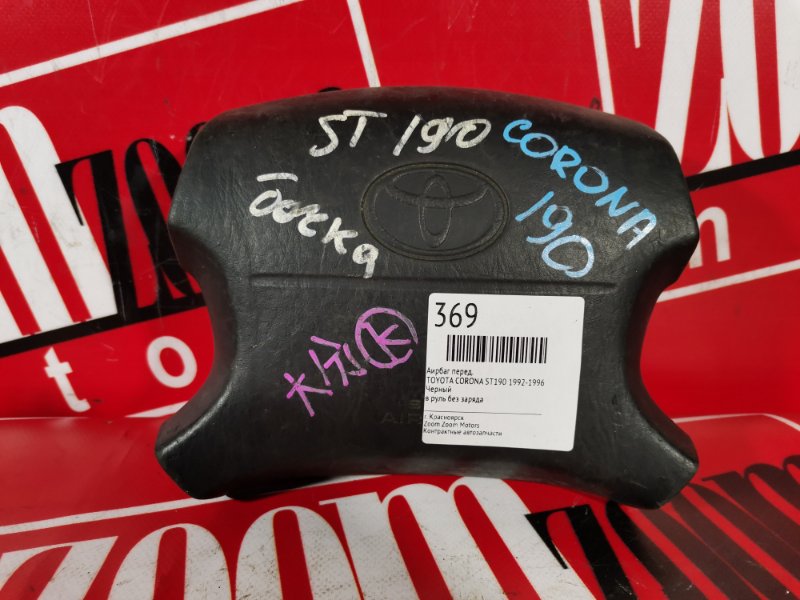 ST 190
CORONA
190
369
Аирбаг перед.
TOYOTA CORONA ST190 1992-1996
Черный
в руль без заряда
г. Красноярск
Zoom Zoom Motors
Контрактные автозапчасти
zoom